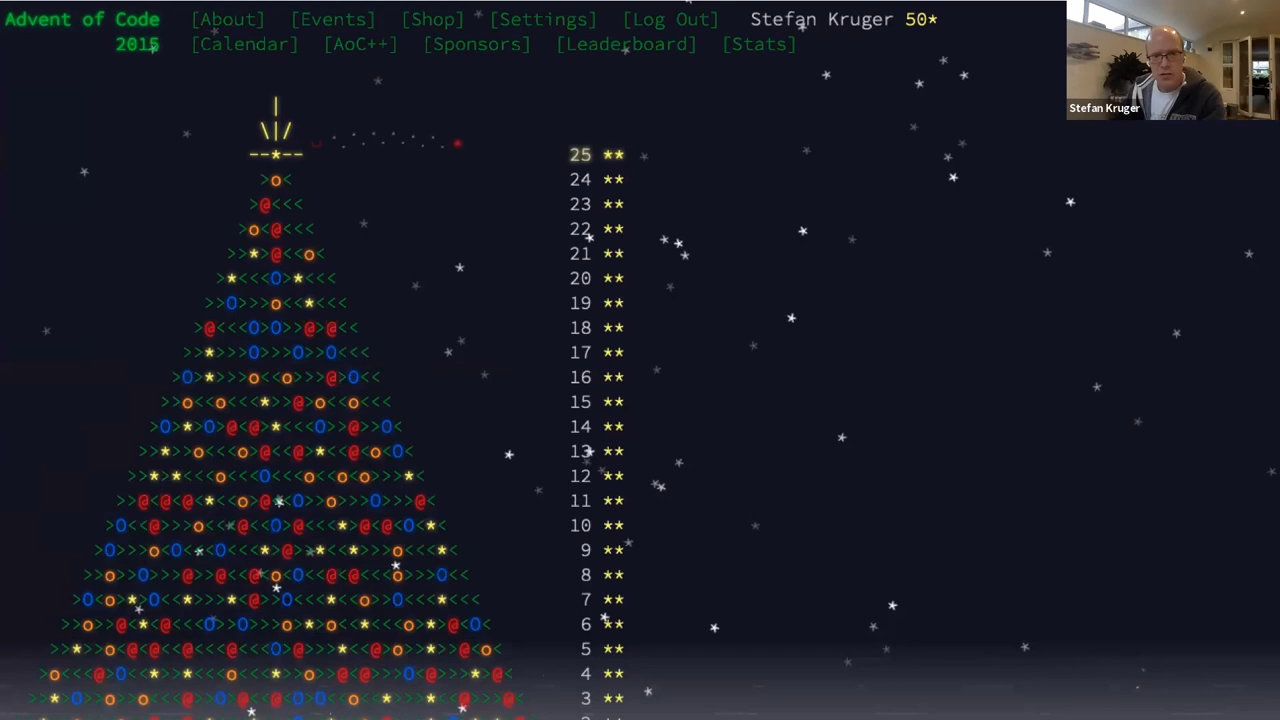 Advent of Code [About] [Events] [Shop] [Settings] [Log Out] Stefan Kruger 50*
2015 [Calendar] [AoC++] [Sponsors] [Leaderboard] [Stats]
Stefan Kruger
|
\|/
--*-- 25 **
>o< 24 **
>@<<< 23 **
>o<@<<< 22 **
>>*>@<<o< 21 **
>*<<<O>*<<< 20 **
>>O>>>o<<*<<< 19 **
>@<<<O<O>>@>@<< 18 **
>>*>>>O>>>O>>O<<< 17 **
>O>*>>>o<<o<<<@>O<< 16 **
>>o>>o<<<*>>@>o<<o<<< 15 **
>O>*>O>@<@<*<<<O>>@<<O< 14 **
>>*>>o<<<o<@<<@<*>>@<o<O< 13 **
>>*>*>>>o<<<O>>>o<<o<o<<<*< 12 **
>>@<@<@<*<<o<@<*<O>>o<<<O>>>@< 11 **
10 **
9 **
8 **
7 **
6 **
5 **
4 **
3 **